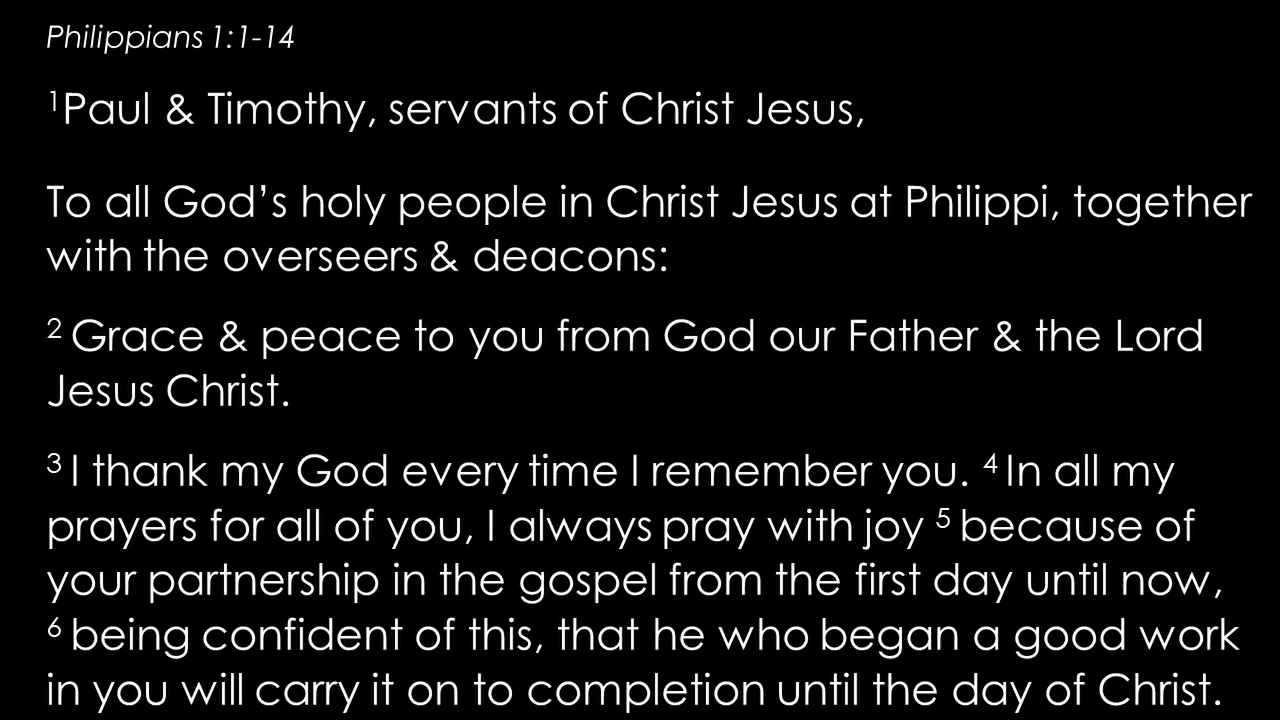 Philippians 1:1-14
¹Paul & Timothy, servants of Christ Jesus,
To all God’s holy people in Christ Jesus at Philippi, together
with the overseers & deacons:
² Grace & peace to you from God our Father & the Lord
Jesus Christ.
³ I thank my God every time I remember you. ⁴ In all my
prayers for all of you, I always pray with joy ⁵ because of
your partnership in the gospel from the first day until now,
⁶ being confident of this, that he who began a good work
in you will carry it on to completion until the day of Christ.